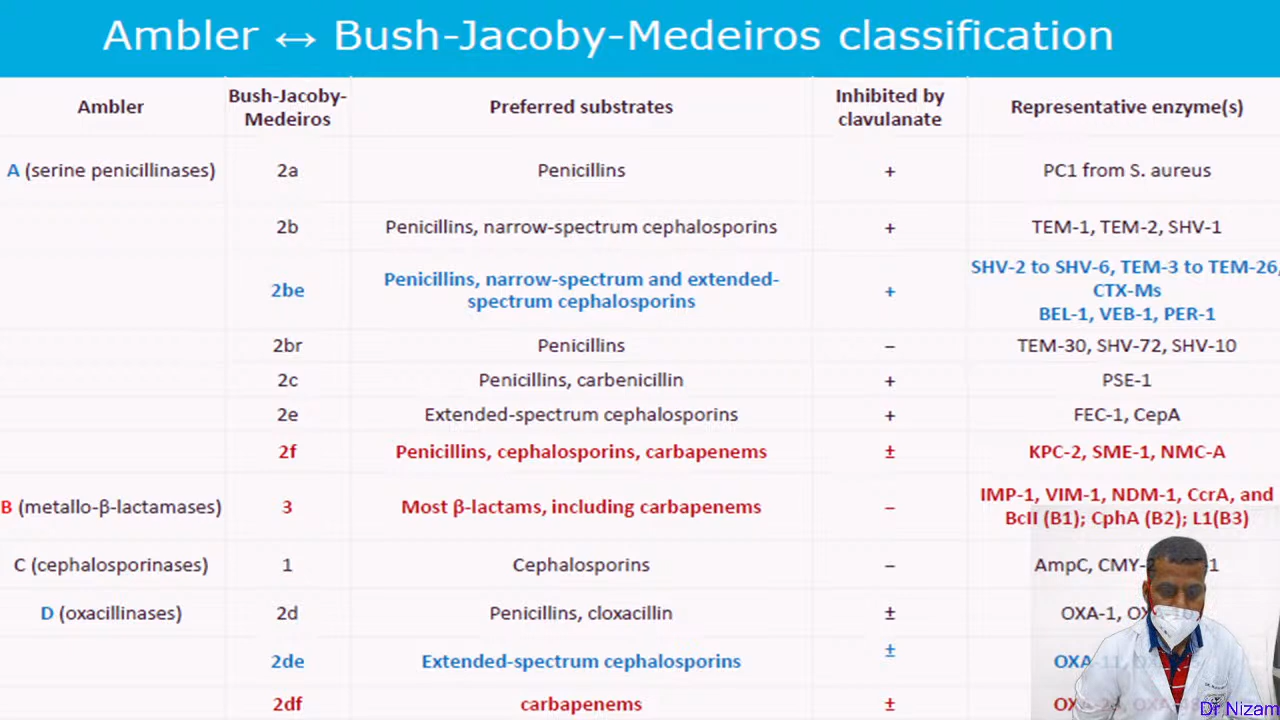 Ambler ↔ Bush-Jacoby-Medeiros classification
Ambler
Bush-Jacoby-
Medeiros
Preferred substrates
Inhibited by
clavulanate
Representative enzyme(s)
A (serine penicillinases)
2a
Penicillins
+
PC1 from S. aureus
2b
Penicillins, narrow-spectrum cephalosporins
+
TEM-1, TEM-2, SHV-1
2be
Penicillins, narrow-spectrum and extended-
spectrum cephalosporins
+
SHV-2 to SHV-6, TEM-3 to TEM-26,
CTX-Ms
BEL-1, VEB-1, PER-1
2br
Penicillins
–
TEM-30, SHV-72, SHV-10
2c
Penicillins, carbenicillin
+
PSE-1
2e
Extended-spectrum cephalosporins
+
FEC-1, CepA
2f
Penicillins, cephalosporins, carbapenems
±
KPC-2, SME-1, NMC-A
B (metallo-β-lactamases)
3
Most β-lactams, including carbapenems
–
IMP-1, VIM-1, NDM-1, CcrA, and
BcII (B1); CphA (B2); L1(B3)
C (cephalosporinases)
1
Cephalosporins
–
AmpC,
D (oxacillinases)
2d
Penicillins, cloxacillin
±
OXA-1,
2de
Extended-spectrum cephalosporins
±
OXA-11,
2df
carbapenems
±
Dr Nizam